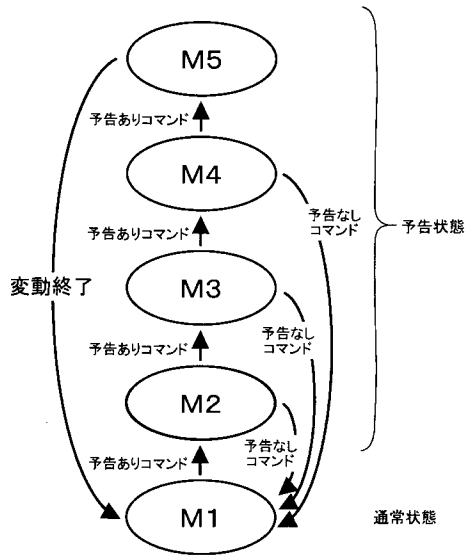 M5
予告ありコマンド
M4
予告なし
コマンド
予告状態
予告ありコマンド
変動終了
M3
予告なし
コマンド
予告ありコマンド
M2
予告なし
コマンド
予告ありコマンド
M1
通常状態